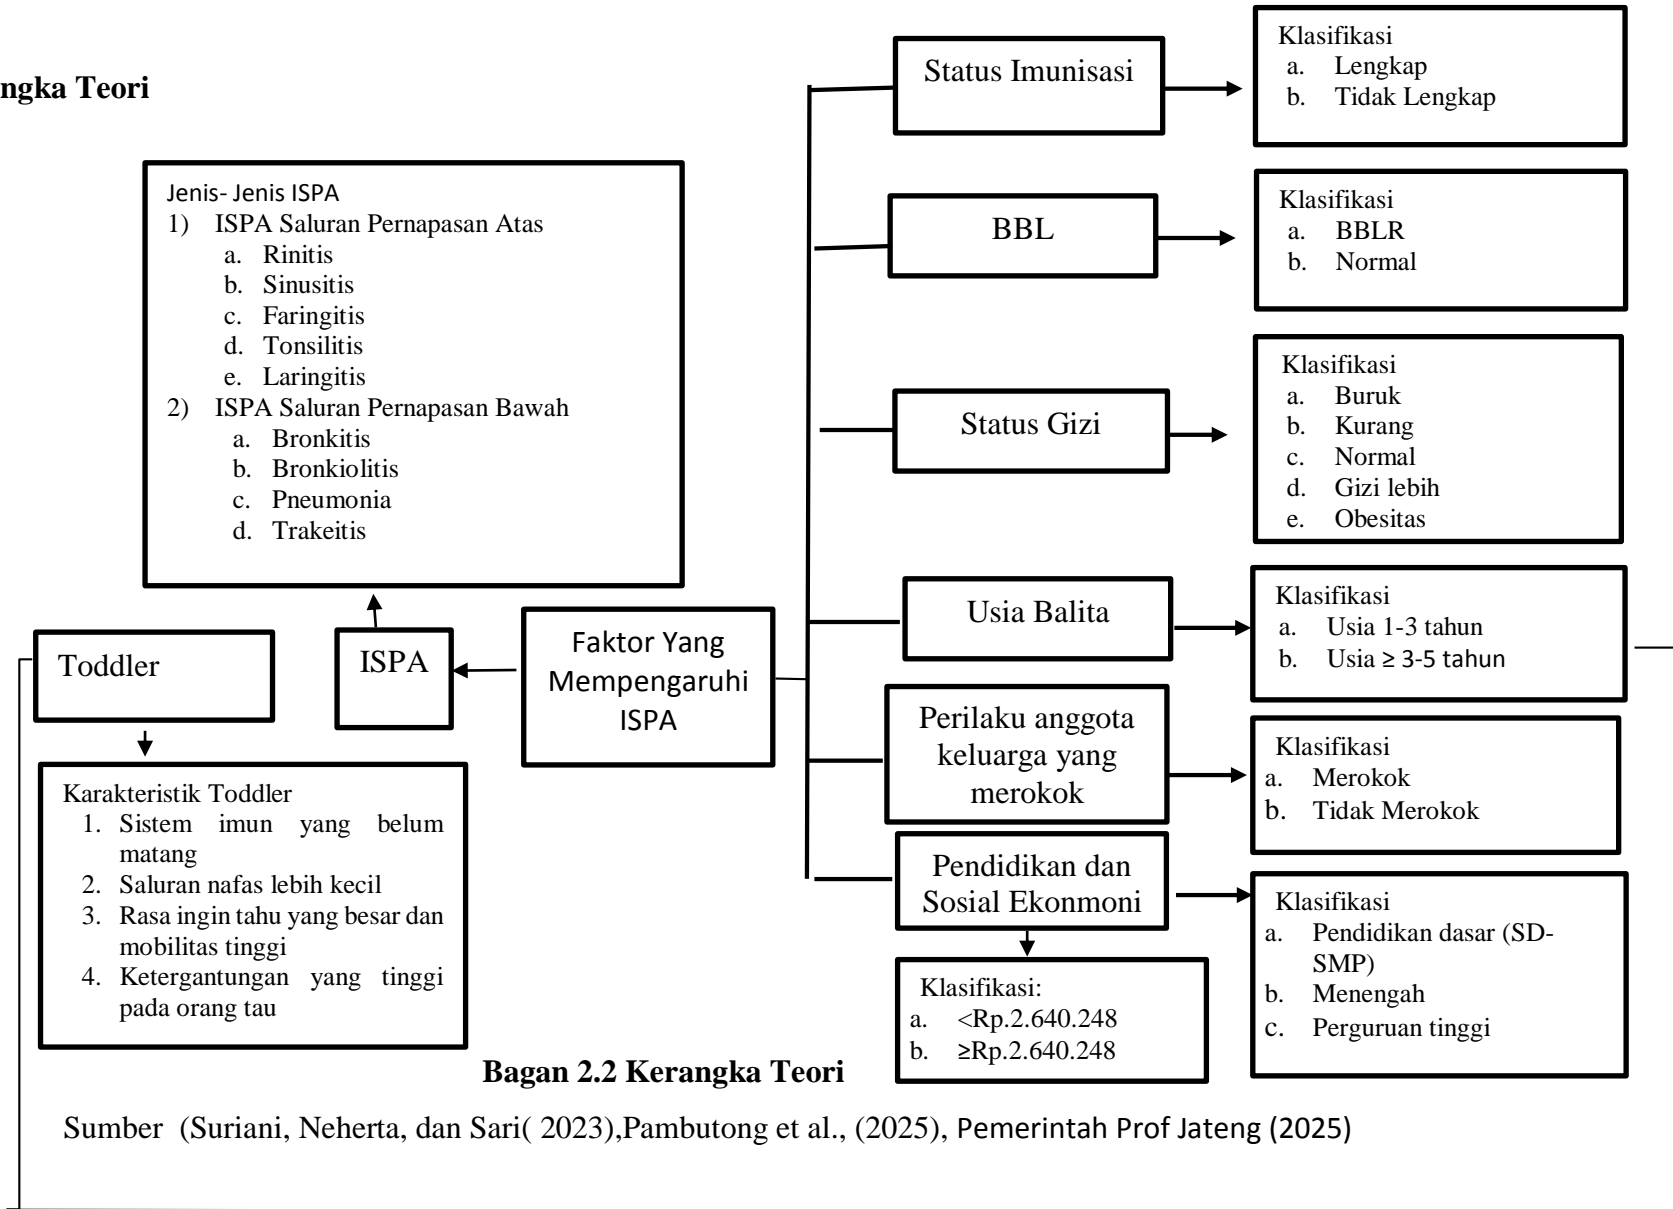 ngka Teori
Jenis- Jenis ISPA
1) ISPA Saluran Pernapasan Atas
a. Rinitis
b. Sinusitis
c. Faringitis
d. Tonsilitis
e. Laringitis
2) ISPA Saluran Pernapasan Bawah
a. Bronkitis
b. Bronkiolitis
c. Pneumonia
d. Trakeitis
Toddler
ISPA
Faktor Yang
Mempengaruhi
ISPA
Karakteristik Toddler
1. Sistem imun yang belum
matang
2. Saluran nafas lebih kecil
3. Rasa ingin tahu yang besar dan
mobilitas tinggi
4. Ketergantungan yang tinggi
pada orang tau
Status Imunisasi
Klasifikasi
a. Lengkap
b. Tidak Lengkap
BBL
Klasifikasi
a. BBLR
b. Normal
Status Gizi
Klasifikasi
a. Buruk
b. Kurang
c. Normal
d. Gizi lebih
e. Obesitas
Usia Balita
Klasifikasi
a. Usia 1-3 tahun
b. Usia ≥ 3-5 tahun
Perilaku anggota
keluarga yang
merokok
Klasifikasi
a. Merokok
b. Tidak Merokok
Pendidikan dan
Sosial Ekonmoni
Klasifikasi
a. Pendidikan dasar (SD-
SMP)
b. Menengah
c. Perguruan tinggi
Klasifikasi:
a. <Rp.2.640.248
b. ≥Rp.2.640.248
Bagan 2.2 Kerangka Teori
Sumber (Suriani, Neherta, dan Sari( 2023),Pambutong et al., (2025), Pemerintah Prof Jateng (2025)